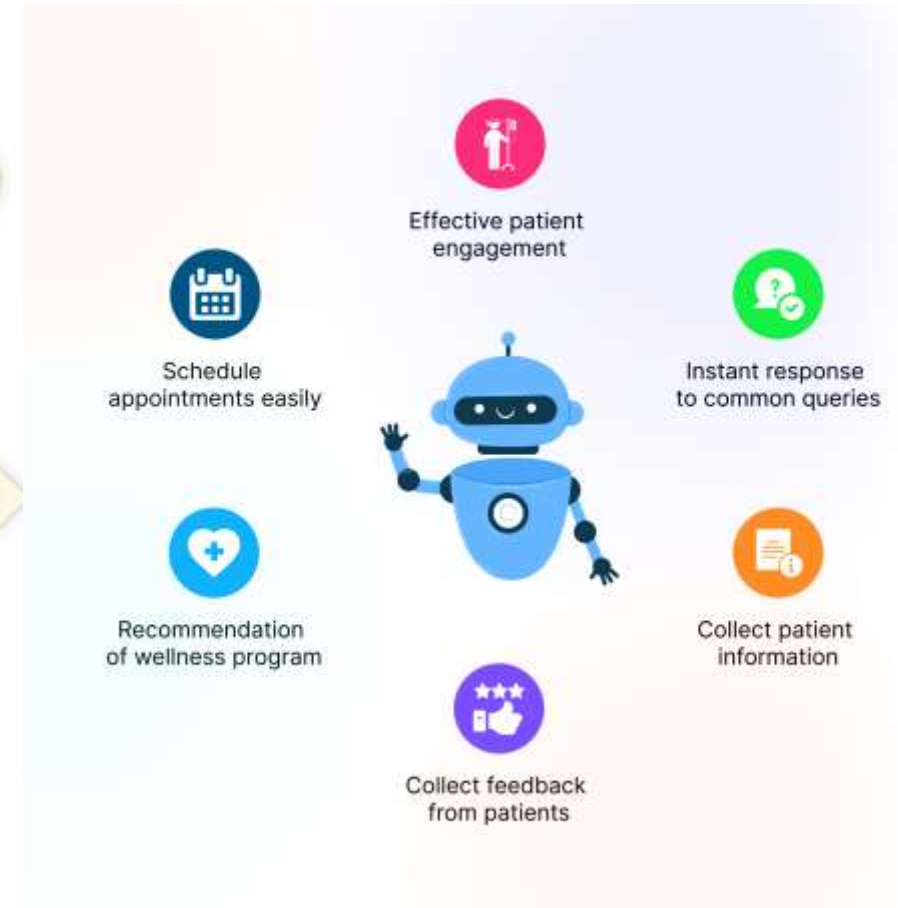 Effective patient
engagement
Schedule
appointments easily
Instant response
to common queries
Recommendation
of wellness program
Collect patient
information
Collect feedback
from patients